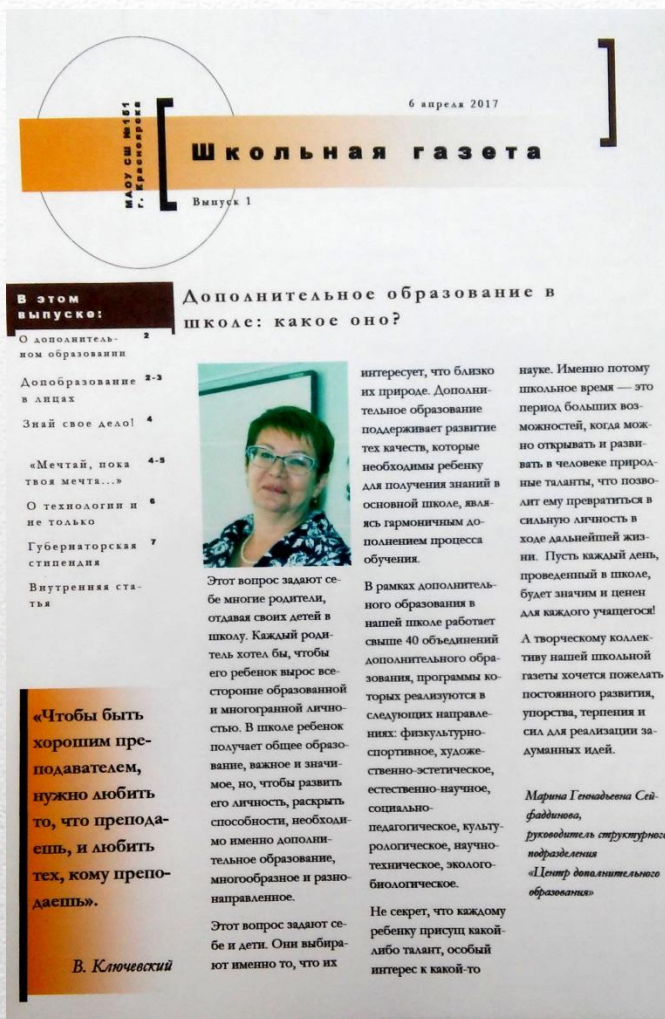 МАОУ СШ №151
г. Красноярска
6 апреля 2017
Школьная газета
Выпуск 1
В этом
выпуске:
О дополнитель-
ном образовании 2
Допобразование 2-3
в лицах
Знай свое дело! 4
«Мечтай, пока 4-5
твоя мечта...»
О технологии и 6
не только
Губернаторская 7
стипендия
Внутренняя ста-
тья
«Чтобы быть
хорошим пре-
подавателем,
нужно любить
то, что препода-
ешь, и любить
тех, кому препо-
даешь».
В. Ключевский
Дополнительное образование в
школе: какое оно?
Этот вопрос задают се-
бе многие родители,
отдавая своих детей в
школу. Каждый роди-
тель хотел бы, чтобы
его ребенок вырос все-
сторонне образованной
и многогранной лично-
стью. В школе ребенок
получает общее образо-
вание, важное и значи-
мое, но, чтобы развить
его личность, раскрыть
способности, необходи-
мо именно дополни-
тельное образование,
многообразное и разно-
направленное.
Этот вопрос задают се-
бе и дети. Они выбира-
ют именно то, что их
интересует, что близко
их природе. Дополни-
тельное образование
поддерживает развитие
тех качеств, которые
необходимы ребенку
для получения знаний в
основной школе, явля-
ясь гармоничным до-
полнением процесса
обучения.
В рамках дополнитель-
ного образования в
нашей школе работает
свыше 40 объединений
дополнительного обра-
зования, программы ко-
торых реализуются в
следующих направле-
ниях: физкультурно-
спортивное, художе-
ственно-эстетическое,
естественно-научное,
социально-
педагогическое, культу-
рологическое, научно-
техническое, эколого-
биологическое.
Не секрет, что каждому
ребенку присущ какой-
либо талант, особый
интерес к какой-то
науке. Именно потому
школьное время — это
период больших воз-
можностей, когда мож-
но открывать и разви-
вать в человеке природ-
ные таланты, что позво-
лит ему превратиться в
сильную личность в
ходе дальнейшей жиз-
ни. Пусть каждый день,
проведенный в школе,
будет значим и ценен
для каждого учащегося!
А творческому коллек-
тиву нашей школьной
газеты хочется пожелать
постоянного развития,
упорства, терпения и
сил для реализации за-
думанных идей.
Марина Геннадьевна Сей-
фаддинова,
руководитель структурного
подразделения
«Центр дополнительного
образования»